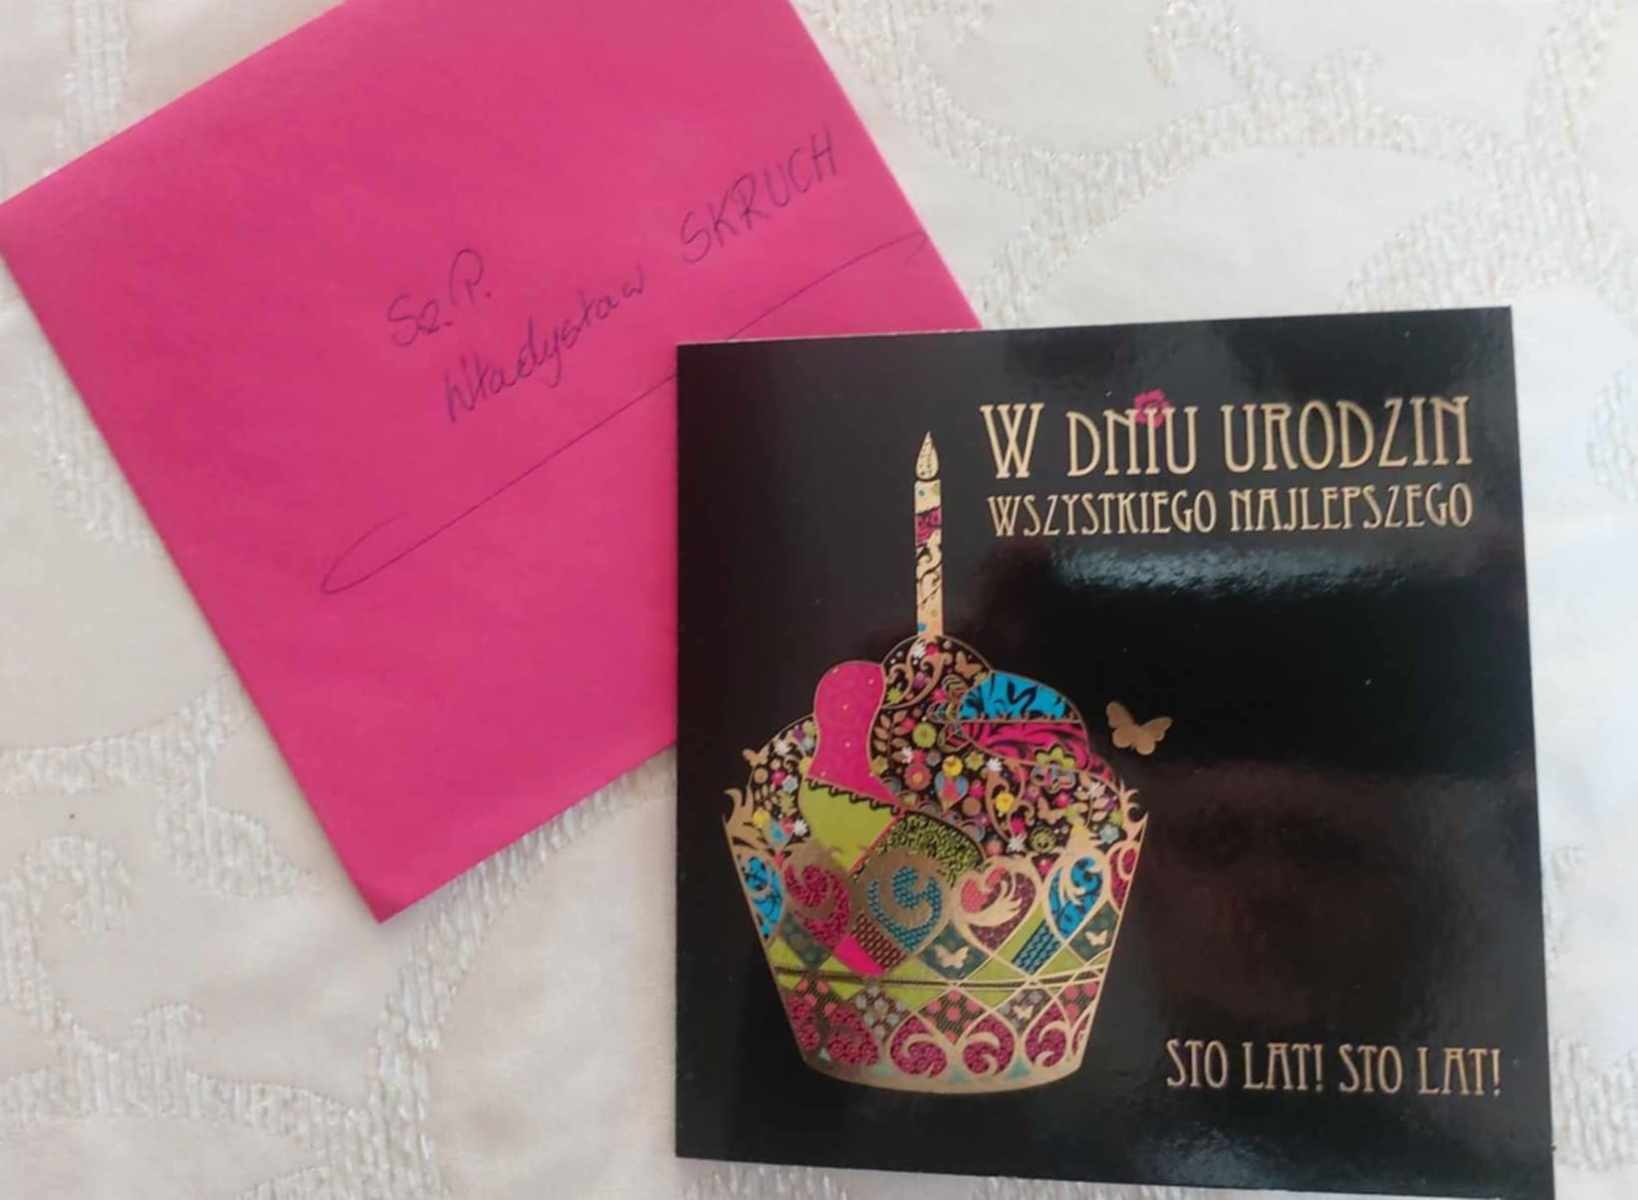 Sz.P.
Władysław SKRUCH
W DNIU URODZIN
WSZYSTKIEGO NAJLEPSZEGO
STO LAT! STO LAT!